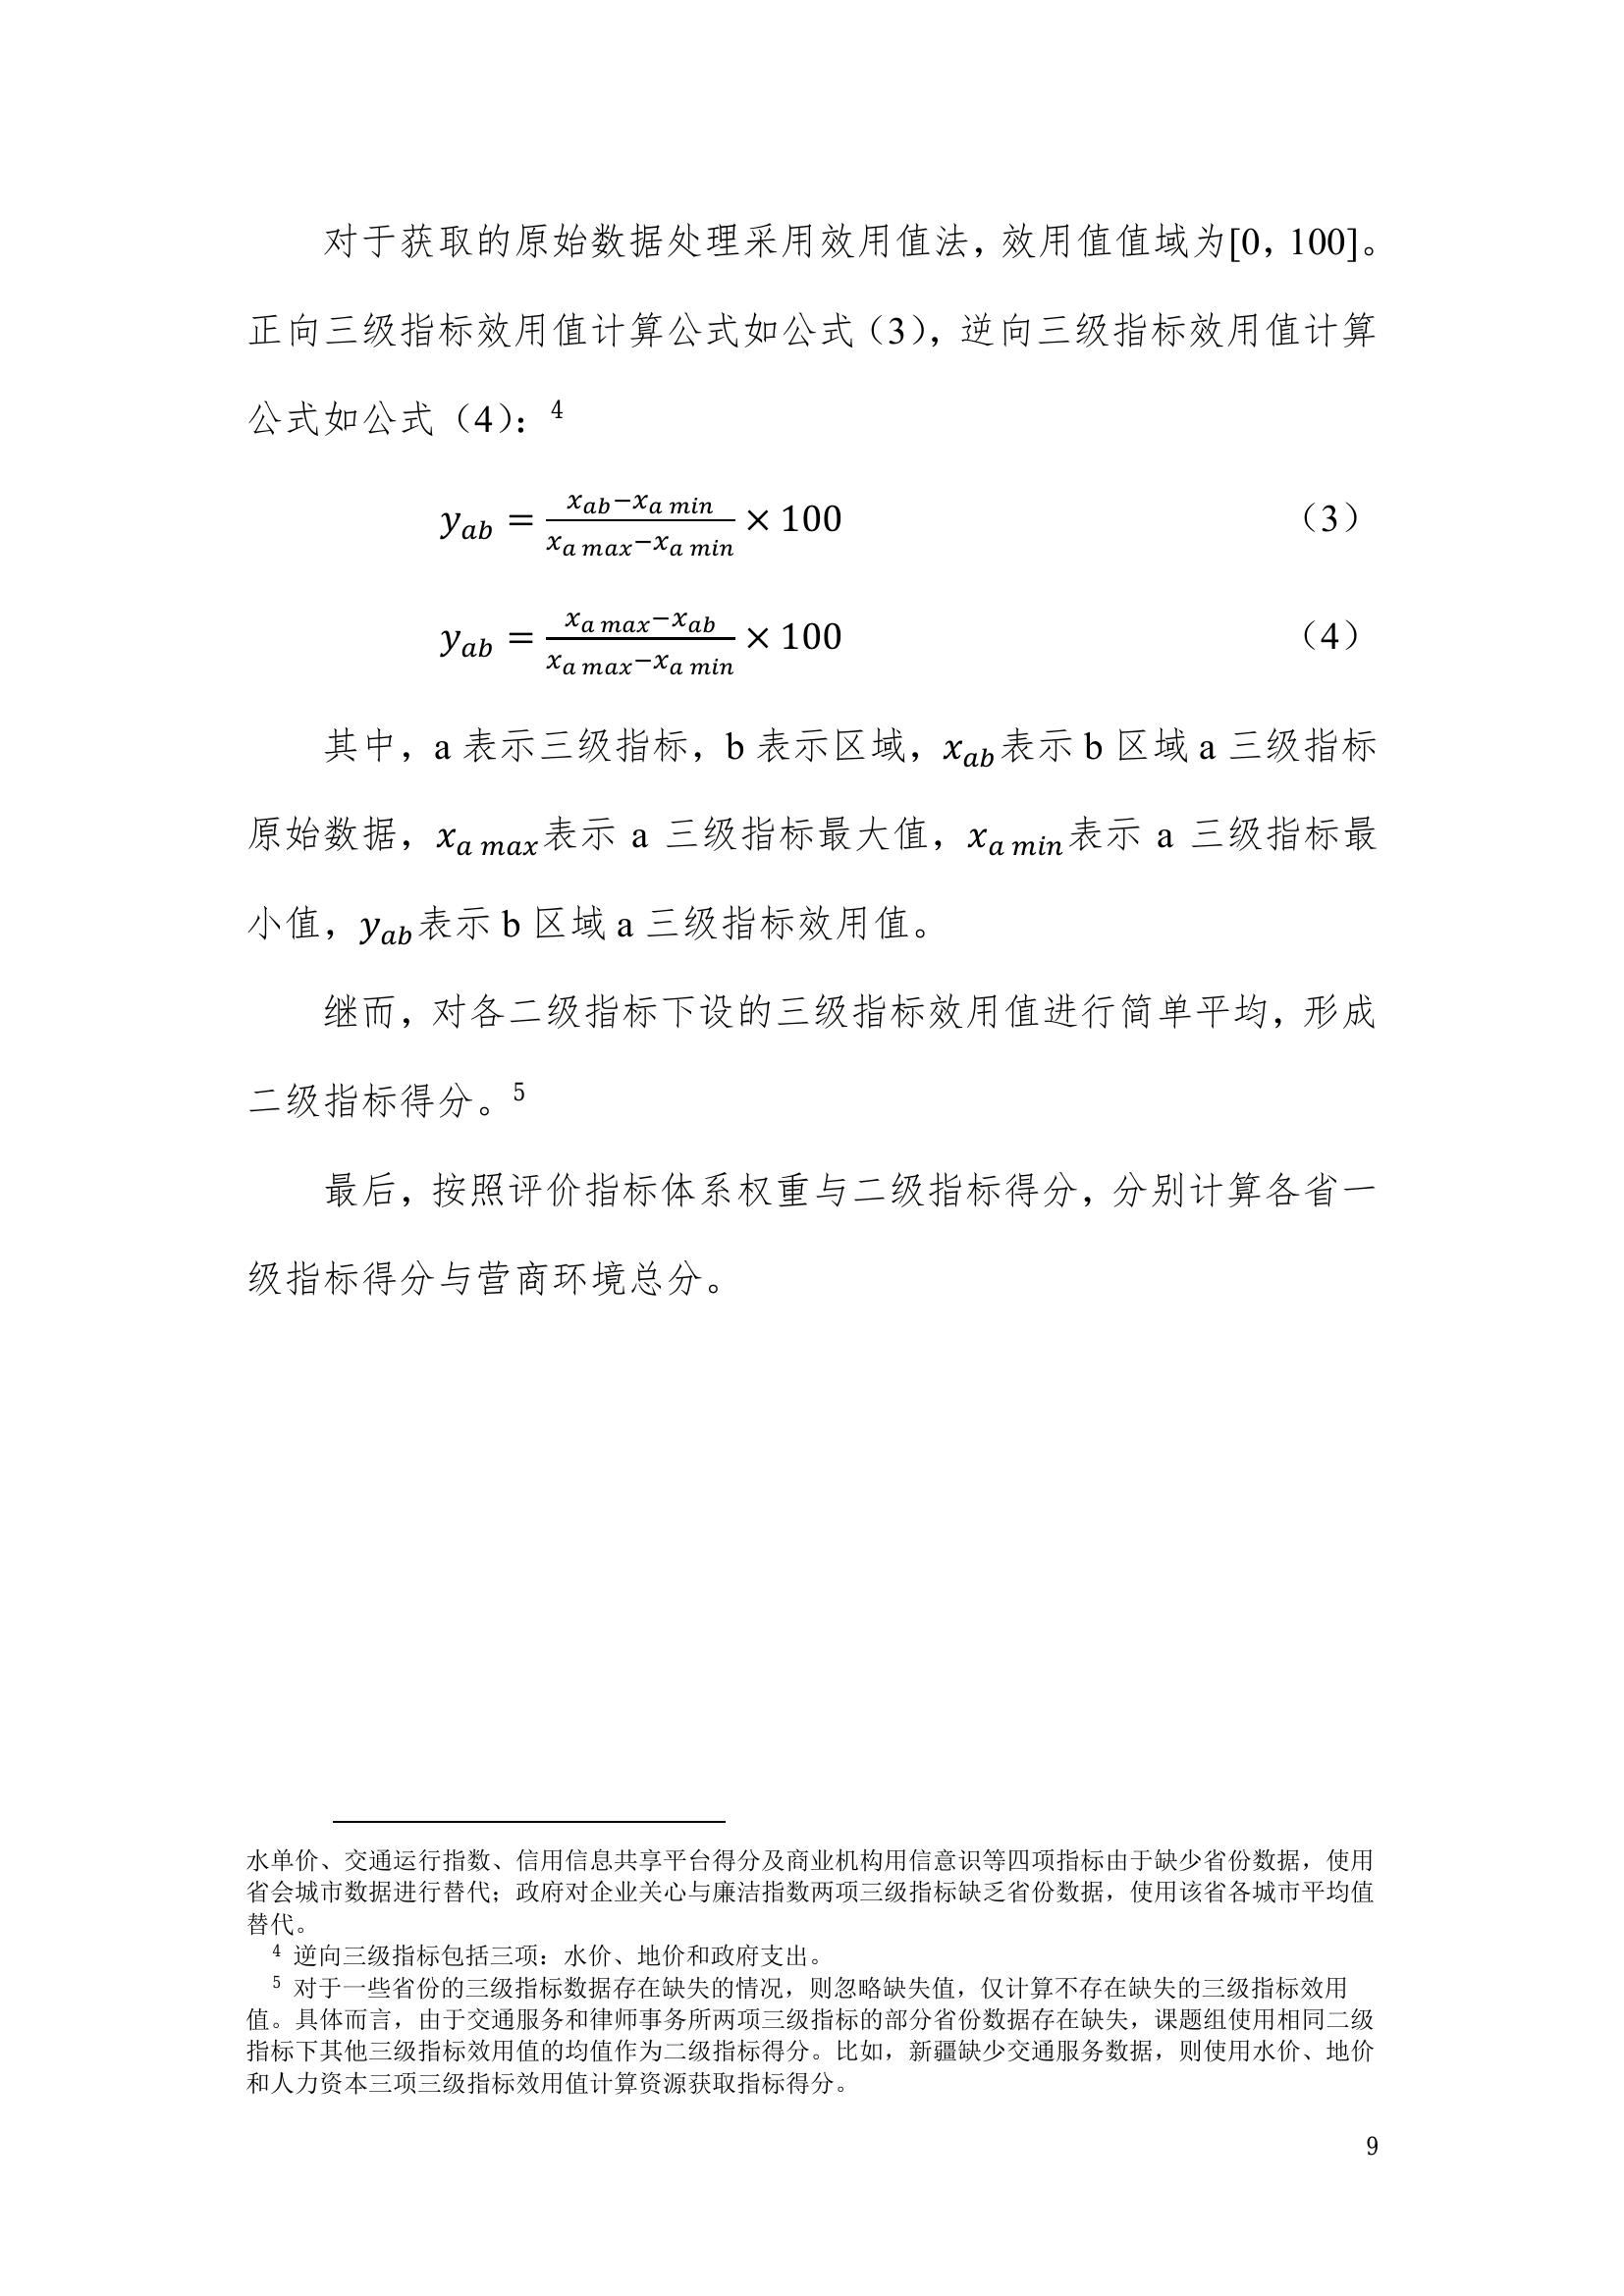 对于获取的原始数据处理采用效用值法，效用值值域为[0，100]。
正向三级指标效用值计算公式如公式（3），逆向三级指标效用值计算
公式如公式（4）：⁴
y_{ab} = \frac{x_{ab}-x_{a min}}{x_{a max}-x_{a min}} × 100 （3）
y_{ab} = \frac{x_{a max}-x_{ab}}{x_{a max}-x_{a min}} × 100 （4）
其中，a 表示三级指标，b 表示区域，x_{ab}表示 b 区域 a 三级指标
原始数据，x_{a max}表示 a 三级指标最大值，x_{a min}表示 a 三级指标最
小值，y_{ab}表示 b 区域 a 三级指标效用值。
继而，对各二级指标下设的三级指标效用值进行简单平均，形成
二级指标得分。⁵
最后，按照评价指标体系权重与二级指标得分，分别计算各省一
级指标得分与营商环境总分。
水单价、交通运行指数、信用信息共享平台得分及商业机构用信意识等四项指标由于缺少省份数据，使用
省会城市数据进行替代；政府对企业关心与廉洁指数两项三级指标缺乏省份数据，使用该省各城市平均值
替代。
⁴ 逆向三级指标包括三项：水价、地价和政府支出。
⁵ 对于一些省份的三级指标数据存在缺失的情况，则忽略缺失值，仅计算不存在缺失的三级指标效用
值。具体而言，由于交通服务和律师事务所两项三级指标的部分省份数据存在缺失，课题组使用相同二级
指标下其他三级指标效用值的均值作为二级指标得分。比如，新疆缺少交通服务数据，则使用水价、地价
和人力资本三项三级指标效用值计算资源获取指标得分。
9